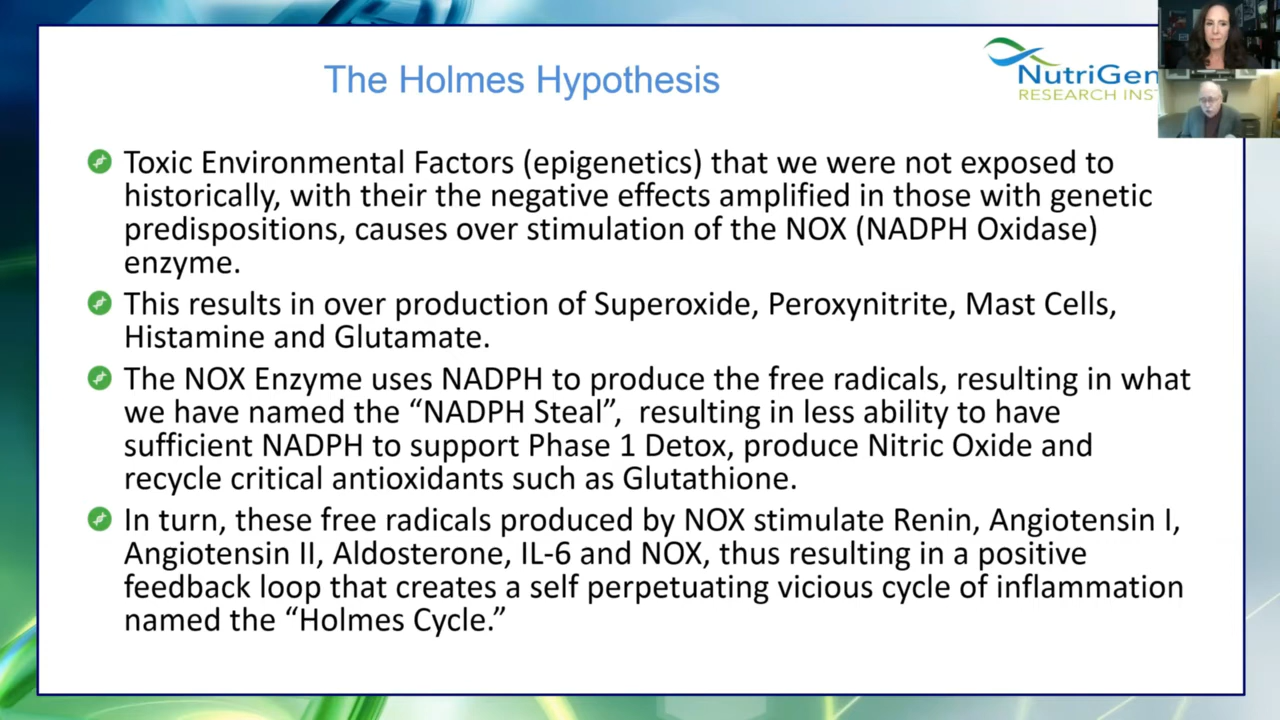 The Holmes Hypothesis
NutriGen
RESEARCH INST
Toxic Environmental Factors (epigenetics) that we were not exposed to
historically, with their the negative effects amplified in those with genetic
predispositions, causes over stimulation of the NOX (NADPH Oxidase)
enzyme.
This results in over production of Superoxide, Peroxynitrite, Mast Cells,
Histamine and Glutamate.
The NOX Enzyme uses NADPH to produce the free radicals, resulting in what
we have named the “NADPH Steal”, resulting in less ability to have
sufficient NADPH to support Phase 1 Detox, produce Nitric Oxide and
recycle critical antioxidants such as Glutathione.
In turn, these free radicals produced by NOX stimulate Renin, Angiotensin I,
Angiotensin II, Aldosterone, IL-6 and NOX, thus resulting in a positive
feedback loop that creates a self perpetuating vicious cycle of inflammation
named the “Holmes Cycle.”